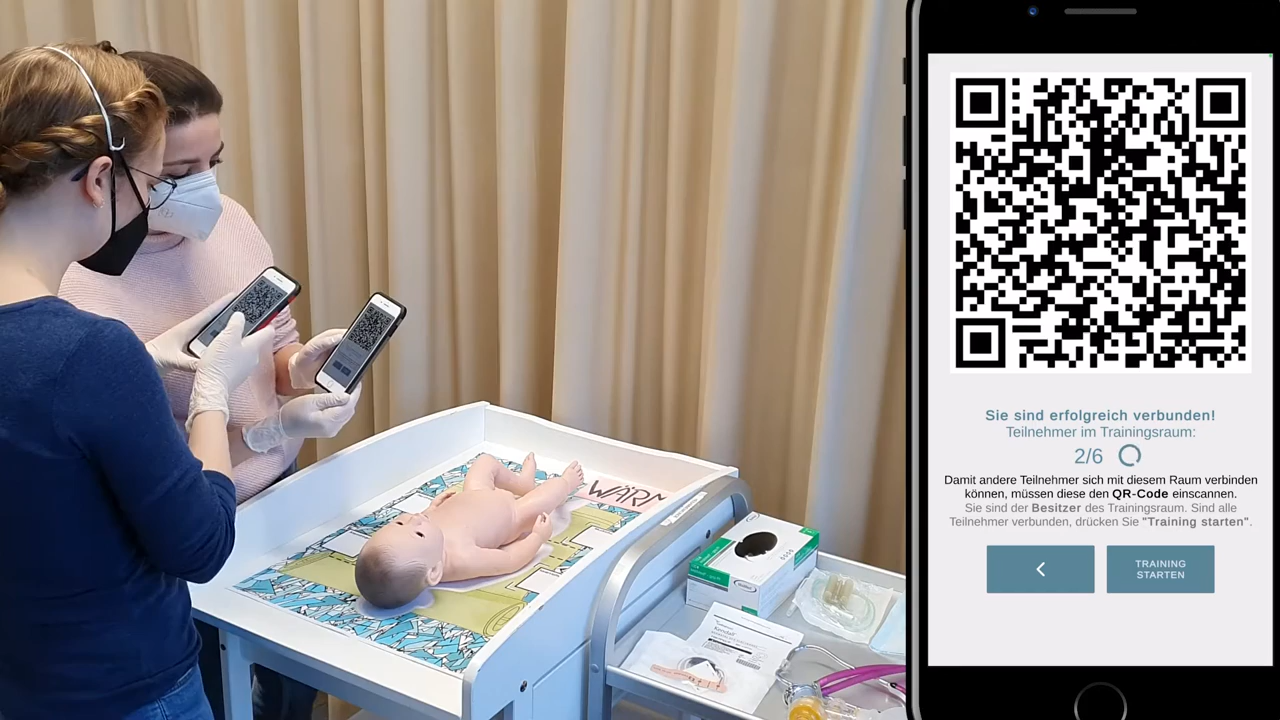 Sie sind erfolgreich verbunden!
Teilnehmer im Trainingsraum:
2/6
Damit andere Teilnehmer sich mit diesem Raum verbinden
können, müssen diese den QR-Code einscannen.
Sie sind der Besitzer des Trainingsraum. Sind alle
Teilnehmer verbunden, drücken Sie "Training starten".
TRAINING
STARTEN
WÄRM
Kendall